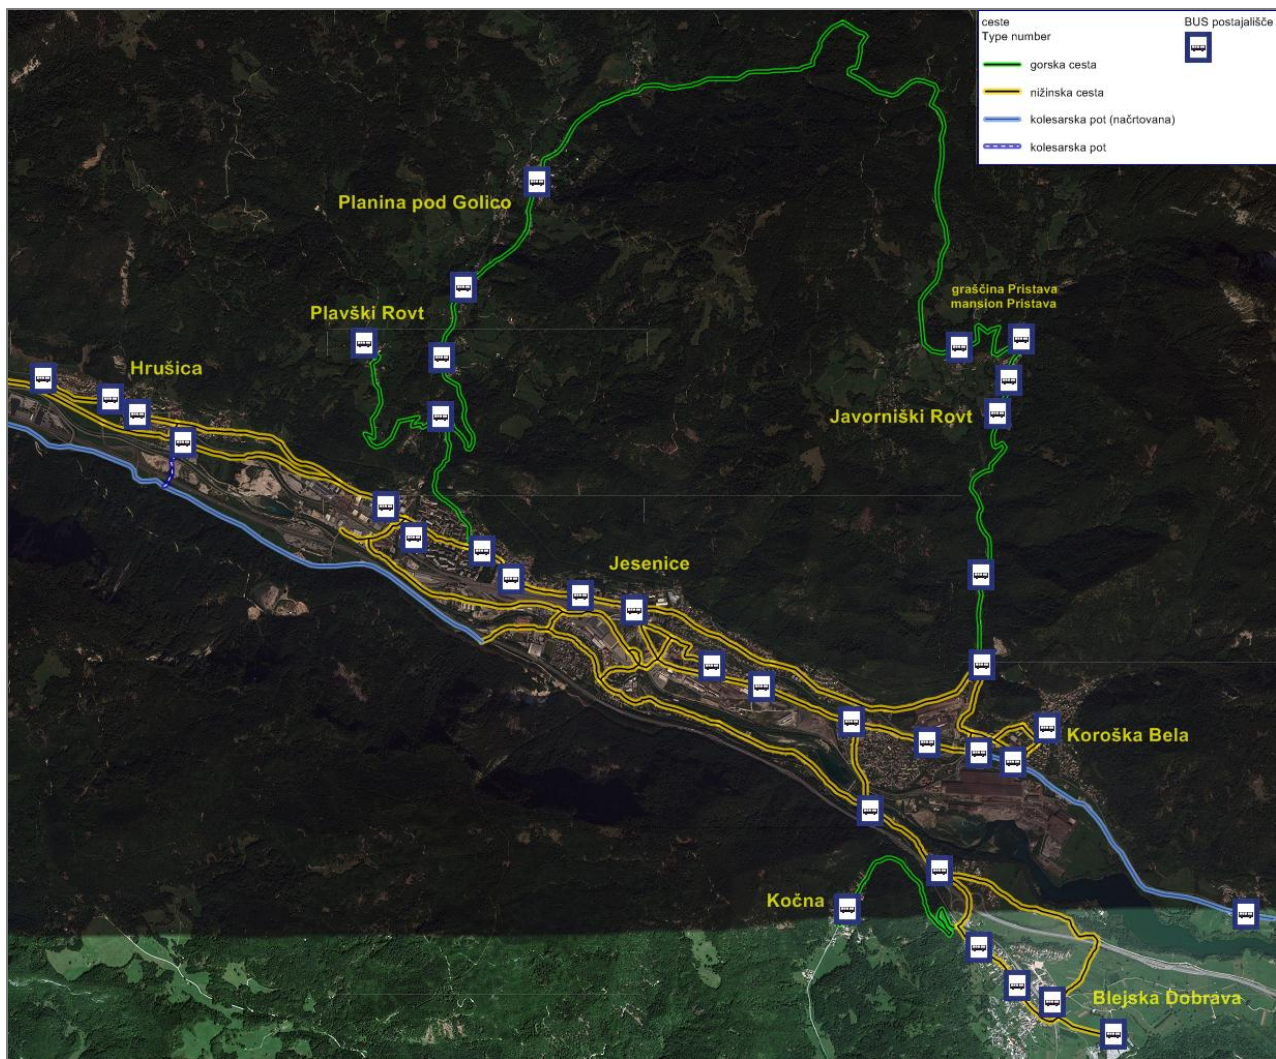 ceste
Type number
BUS postajališče
gorska cesta
nižinska cesta
kolesarska pot (načrtovana)
kolesarska pot
Planina pod Golico
graščina Pristava
mansion Pristava
Plavški Rovt
Hrušica
Javorniški Rovt
Jesenice
Koroška Bela
Kočna
Blejska Dobrava